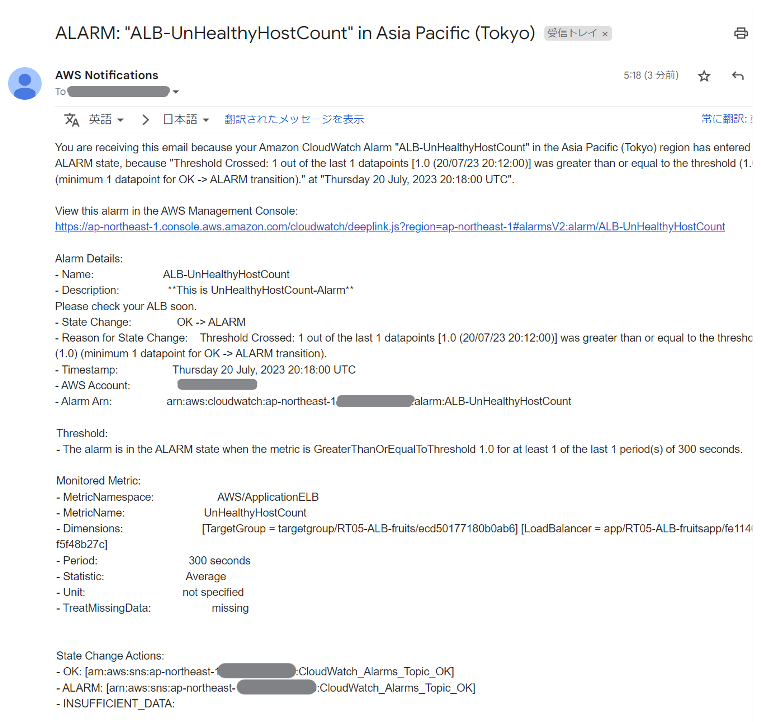 ALARM: "ALB-UnHealthyHostCount" in Asia Pacific (Tokyo) 受信トレイ ×
AWS Notifications 5:18 (3 分前)
To
英語 > 日本語 翻訳されたメッセージを表示 常に翻訳:
You are receiving this email because your Amazon CloudWatch Alarm "ALB-UnHealthyHostCount" in the Asia Pacific (Tokyo) region has entered
ALARM state, because "Threshold Crossed: 1 out of the last 1 datapoints [1.0 (20/07/23 20:12:00)] was greater than or equal to the threshold (1.
(minimum 1 datapoint for OK -> ALARM transition)." at "Thursday 20 July, 2023 20:18:00 UTC".
View this alarm in the AWS Management Console:
https://ap-northeast-1.console.aws.amazon.com/cloudwatch/deeplink.js?region=ap-northeast-1#alarmsV2:alarm/ALB-UnHealthyHostCount
Alarm Details:
- Name: ALB-UnHealthyHostCount
- Description: **This is UnHealthyHostCount-Alarm**
Please check your ALB soon.
- State Change: OK -> ALARM
- Reason for State Change: Threshold Crossed: 1 out of the last 1 datapoints [1.0 (20/07/23 20:12:00)] was greater than or equal to the thresho
(1.0) (minimum 1 datapoint for OK -> ALARM transition).
- Timestamp: Thursday 20 July, 2023 20:18:00 UTC
- AWS Account:
- Alarm Arn: arn:aws:cloudwatch:ap-northeast-1 :alarm:ALB-UnHealthyHostCount
Threshold:
- The alarm is in the ALARM state when the metric is GreaterThanOrEqualToThreshold 1.0 for at least 1 of the last 1 period(s) of 300 seconds.
Monitored Metric:
- MetricNamespace: AWS/ApplicationELB
- MetricName: UnHealthyHostCount
- Dimensions: [TargetGroup = targetgroup/RT05-ALB-fruits/ecd50177180b0ab6] [LoadBalancer = app/RT05-ALB-fruitsapp/fe1140
f5f48b27c]
- Period: 300 seconds
- Statistic: Average
- Unit: not specified
- TreatMissingData: missing
State Change Actions:
- OK: [arn:aws:sns:ap-northeast-1 :CloudWatch_Alarms_Topic_OK]
- ALARM: [arn:aws:sns:ap-northeast- :CloudWatch_Alarms_Topic_OK]
- INSUFFICIENT_DATA: